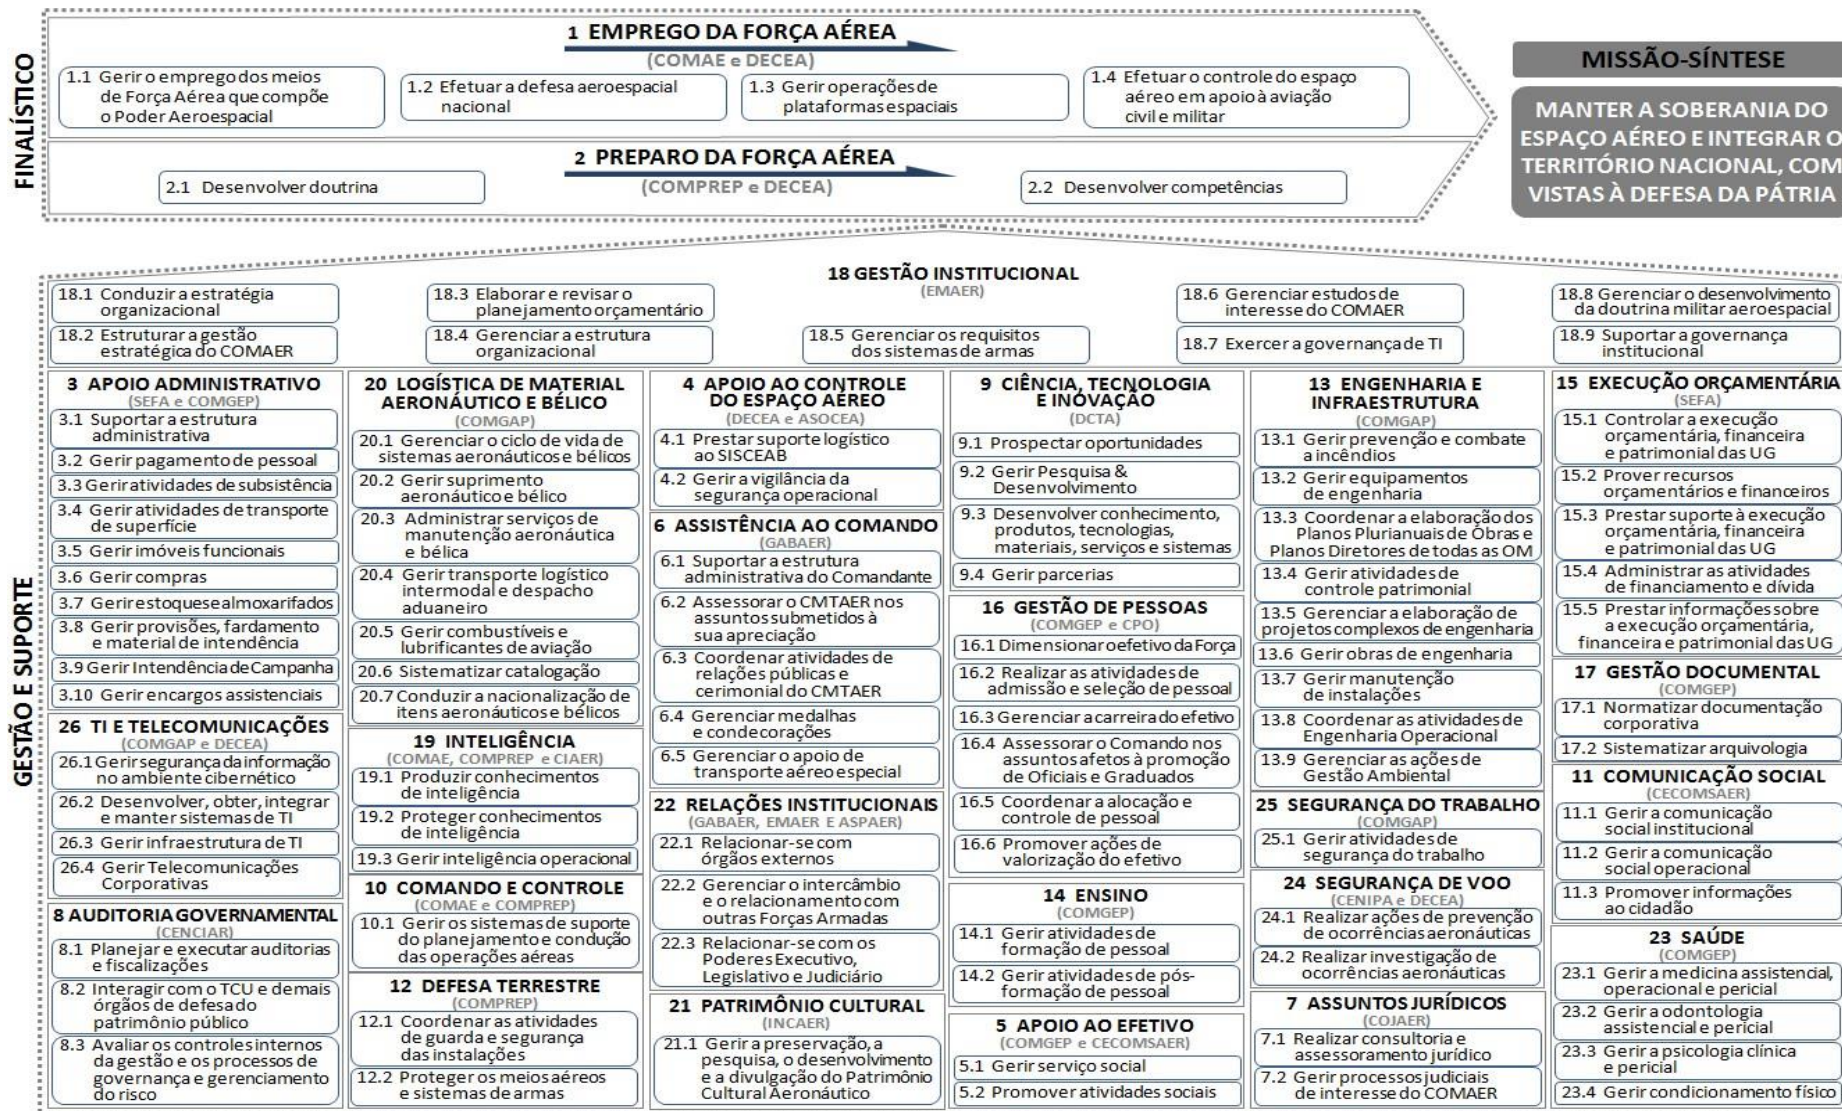 FINALÍSTICO
1 EMPREGO DA FORÇA AÉREA
(COMAE e DECEA)
1.1 Gerir o emprego dos meios
de Força Aérea que compõe
o Poder Aeroespacial
1.2 Efetuar a defesa aeroespacial
nacional
1.3 Gerir operações de
plataformas espaciais
1.4 Efetuar o controle do espaço
aéreo em apoio à aviação
civil e militar
2 PREPARO DA FORÇA AÉREA
(COMPREP e DECEA)
2.1 Desenvolver doutrina
2.2 Desenvolver competências
MISSÃO-SÍNTESE
MANTER A SOBERANIA DO
ESPAÇO AÉREO E INTEGRAR O
TERRITÓRIO NACIONAL, COM
VISTAS À DEFESA DA PÁTRIA
GESTÃO E SUPORTE
18 GESTÃO INSTITUCIONAL
(EMAER)
18.1 Conduzir a estratégia
organizacional
18.2 Estruturar a gestão
estratégica do COMAER
18.3 Elaborar e revisar o
planejamento orçamentário
18.4 Gerenciar a estrutura
organizacional
18.5 Gerenciar os requisitos
dos sistemas de armas
18.6 Gerenciar estudos de
interesse do COMAER
18.7 Exercer a governança de TI
18.8 Gerenciar o desenvolvimento
da doutrina militar aeroespacial
18.9 Suportar a governança
institucional
3 APOIO ADMINISTRATIVO
(SEFA e COMGEP)
3.1 Suportar a estrutura
administrativa
3.2 Gerir pagamento de pessoal
3.3 Gerir atividades de subsistência
3.4 Gerir atividades de transporte
de superfície
3.5 Gerir imóveis funcionais
3.6 Gerir compras
3.7 Gerir estoques e almoxarifados
3.8 Gerir provisões, fardamento
e material de intendência
3.9 Gerir Intendência de Campanha
3.10 Gerir encargos assistenciais
26 TI E TELECOMUNICAÇÕES
(COMGAP e DECEA)
26.1 Gerir segurança da informação
no ambiente cibernético
26.2 Desenvolver, obter, integrar
e manter sistemas de TI
26.3 Gerir infraestrutura de TI
26.4 Gerir Telecomunicações
Corporativas
8 AUDITORIA GOVERNAMENTAL
(CENCIAR)
8.1 Planejar e executar auditorias
e fiscalizações
8.2 Interagir com o TCU e demais
órgãos de defesa do
patrimônio público
8.3 Avaliar os controles internos
da gestão e os processos de
governança e gerenciamento
do risco
20 LOGÍSTICA DE MATERIAL
AERONÁUTICO E BÉLICO
(COMGAP)
20.1 Gerenciar o ciclo de vida de
sistemas aeronáuticos e bélicos
20.2 Gerir suprimento
aeronáutico e bélico
20.3 Administrar serviços de
manutenção aeronáutica
e bélica
20.4 Gerir transporte logístico
intermodal e despacho
aduaneiro
20.5 Gerir combustíveis e
lubrificantes de aviação
20.6 Sistematizar catalogação
20.7 Conduzir a nacionalização de
itens aeronáuticos e bélicos
19 INTELIGÊNCIA
(COMAE, COMPREP e CIAER)
19.1 Produzir conhecimentos
de inteligência
19.2 Proteger conhecimentos
de inteligência
19.3 Gerir inteligência operacional
10 COMANDO E CONTROLE
(COMAE e COMPREP)
10.1 Gerir os sistemas de suporte
do planejamento e condução
das operações aéreas
12 DEFESA TERRESTRE
(COMPREP)
12.1 Coordenar as atividades
de guarda e segurança
das instalações
12.2 Proteger os meios aéreos
e sistemas de armas
4 APOIO AO CONTROLE
DO ESPAÇO AÉREO
(DECEA e ASOCEA)
4.1 Prestar suporte logístico
ao SISCEAB
4.2 Gerir a vigilância da
segurança operacional
6 ASSISTÊNCIA AO COMANDO
(GABAER)
6.1 Suportar a estrutura
administrativa do Comandante
6.2 Assessorar o CMTAER nos
assuntos submetidos à
sua apreciação
6.3 Coordenar atividades de
relações públicas e
cerimonial do CMTAER
6.4 Gerenciar medalhas
e condecorações
6.5 Gerenciar o apoio de
transporte aéreo especial
22 RELAÇÕES INSTITUCIONAIS
(GABAER, EMAER E ASPAER)
22.1 Relacionar-se com
órgãos externos
22.2 Gerenciar o intercâmbio
e o relacionamento com
outras Forças Armadas
22.3 Relacionar-se com os
Poderes Executivo,
Legislativo e Judiciário
21 PATRIMÔNIO CULTURAL
(INCAER)
21.1 Gerir a preservação, a
pesquisa, o desenvolvimento
e a divulgação do Patrimônio
Cultural Aeronáutico
9 CIÊNCIA, TECNOLOGIA
E INOVAÇÃO
(DCTA)
9.1 Prospectar oportunidades
9.2 Gerir Pesquisa &
Desenvolvimento
9.3 Desenvolver conhecimento,
produtos, tecnologias,
materiais, serviços e sistemas
9.4 Gerir parcerias
16 GESTÃO DE PESSOAS
(COMGEP e CPO)
16.1 Dimensionar o efetivo da Força
16.2 Realizar as atividades de
admissão e seleção de pessoal
16.3 Gerenciar a carreira do efetivo
16.4 Assessorar o Comando nos
assuntos afetos à promoção
de Oficiais e Graduados
16.5 Coordenar a alocação e
controle de pessoal
16.6 Promover ações de
valorização do efetivo
14 ENSINO
(COMGEP)
14.1 Gerir atividades de
formação de pessoal
14.2 Gerir atividades de pós-
formação de pessoal
5 APOIO AO EFETIVO
(COMGEP e CECOMSAER)
5.1 Gerir serviço social
5.2 Promover atividades sociais
13 ENGENHARIA E
INFRAESTRUTURA
(COMGAP)
13.1 Gerir prevenção e combate
a incêndios
13.2 Gerir equipamentos
de engenharia
13.3 Coordenar a elaboração dos
Planos Plurianuais de Obras e
Planos Diretores de todas as OM
13.4 Gerir atividades de
controle patrimonial
13.5 Gerenciar a elaboração de
projetos complexos de engenharia
13.6 Gerir obras de engenharia
13.7 Gerir manutenção
de instalações
13.8 Coordenar as atividades de
Engenharia Operacional
13.9 Gerenciar as ações de
Gestão Ambiental
25 SEGURANÇA DO TRABALHO
(COMGAP)
25.1 Gerir atividades de
segurança do trabalho
24 SEGURANÇA DE VOO
(CENIPA e DECEA)
24.1 Realizar ações de prevenção
de ocorrências aeronáuticas
24.2 Realizar investigação de
ocorrências aeronáuticas
7 ASSUNTOS JURÍDICOS
(COJAER)
7.1 Realizar consultoria e
assessoramento jurídico
7.2 Gerir processos judiciais
de interesse do COMAER
15 EXECUÇÃO ORÇAMENTÁRIA
(SEFA)
15.1 Controlar a execução
orçamentária, financeira
e patrimonial das UG
15.2 Prover recursos
orçamentários e financeiros
15.3 Prestar suporte à execução
orçamentária, financeira
e patrimonial das UG
15.4 Administrar as atividades
de financiamento e dívida
15.5 Prestar informações sobre
a execução orçamentária,
financeira e patrimonial das UG
17 GESTÃO DOCUMENTAL
(COMGEP)
17.1 Normatizar documentação
corporativa
17.2 Sistematizar arquivologia
11 COMUNICAÇÃO SOCIAL
(CECOMSAER)
11.1 Gerir a comunicação
social institucional
11.2 Gerir a comunicação
social operacional
11.3 Promover informações
ao cidadão
23 SAÚDE
(COMGEP)
23.1 Gerir a medicina assistencial,
operacional e pericial
23.2 Gerir a odontologia
assistencial e pericial
23.3 Gerir a psicologia clínica
e pericial
23.4 Gerir condicionamento físico